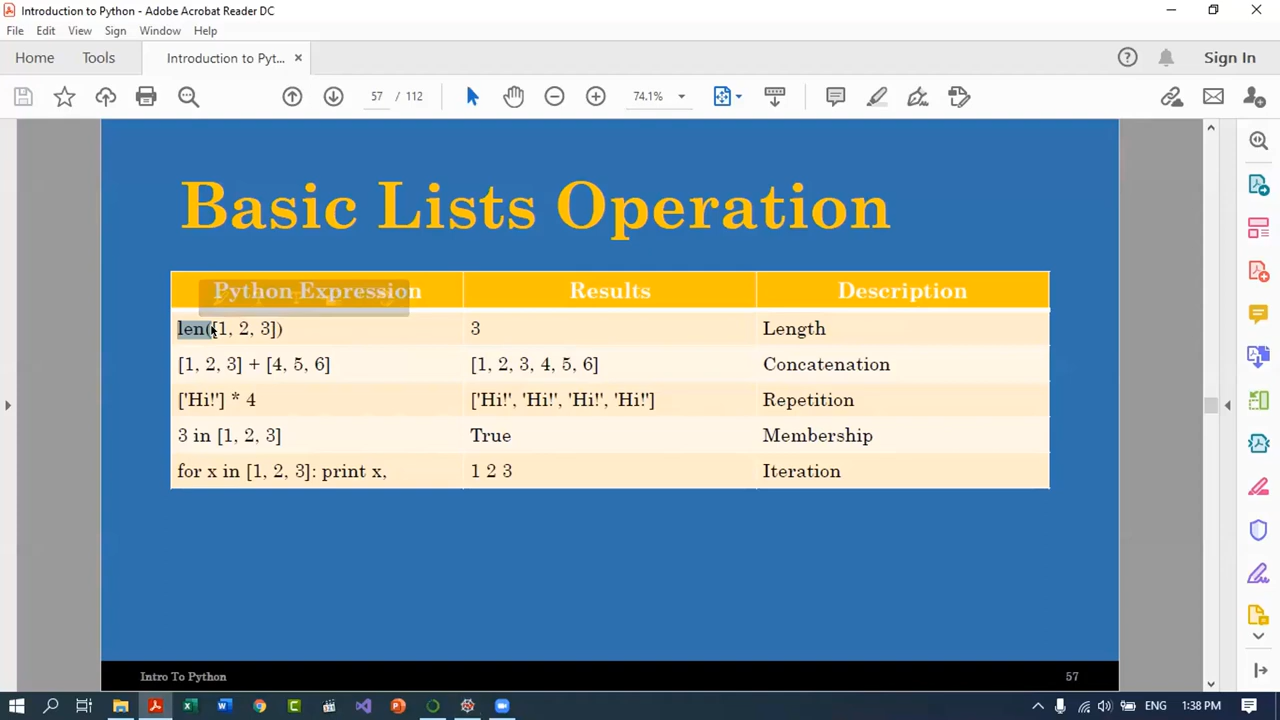 Introduction to Python - Adobe Acrobat Reader DC
File Edit View Sign Window Help
Home Tools Introduction to Pyt... Sign In
57 / 112 74.1%
Basic Lists Operation
Python Expression Results Description
len([1, 2, 3]) 3 Length
[1, 2, 3] + [4, 5, 6] [1, 2, 3, 4, 5, 6] Concatenation
['Hi!'] * 4 ['Hi!', 'Hi!', 'Hi!', 'Hi!'] Repetition
3 in [1, 2, 3] True Membership
for x in [1, 2, 3]: print x, 1 2 3 Iteration
Intro To Python 57
ENG 1:38 PM